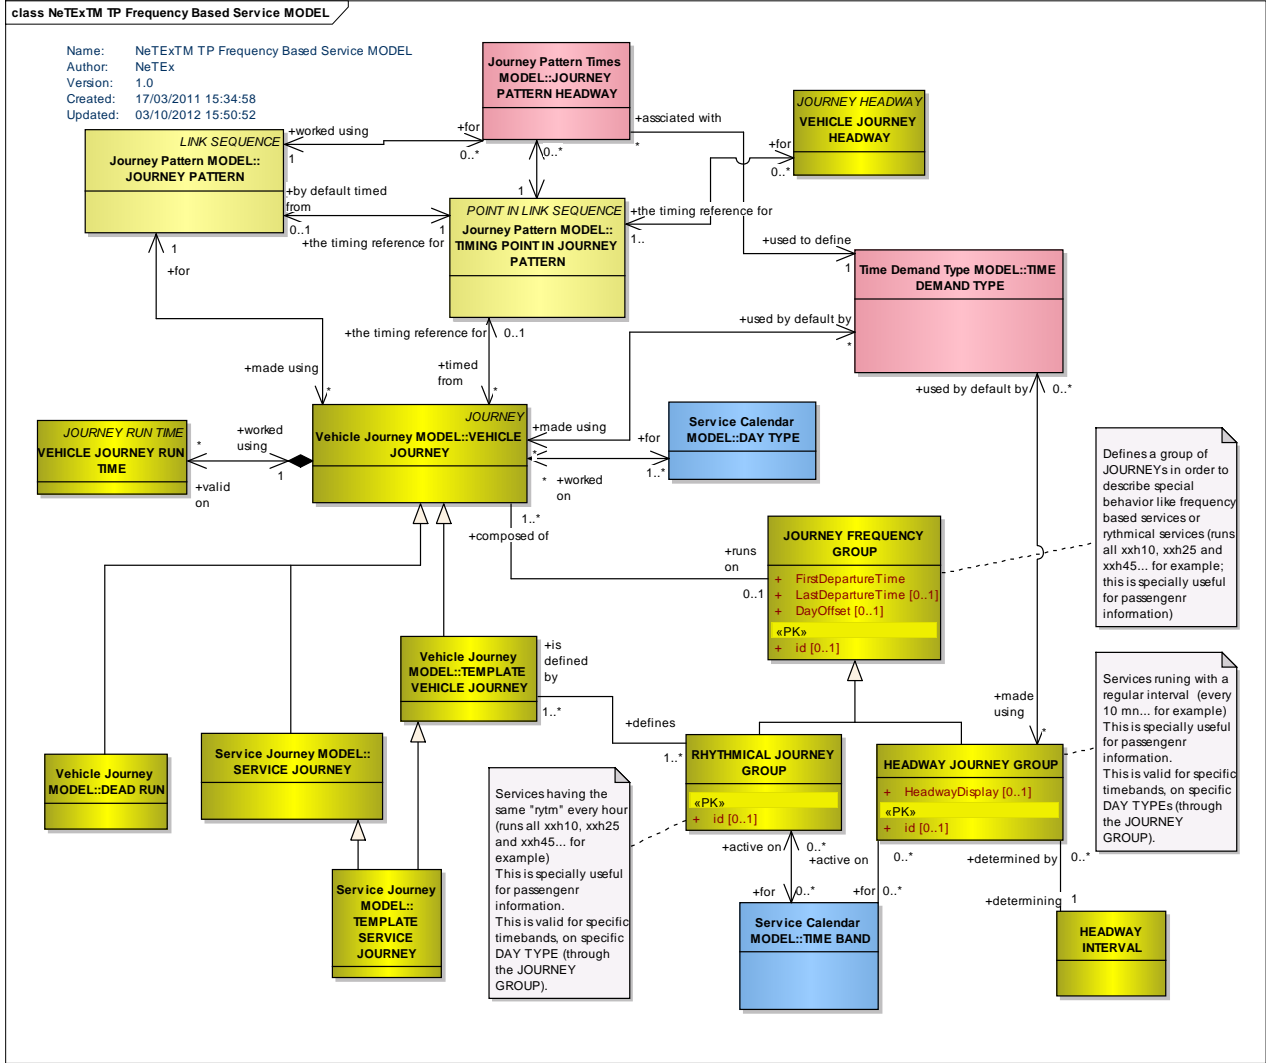 class NeTExTM TP Frequency Based Service MODEL
Name: NeTExTM TP Frequency Based Service MODEL
Author: NeTEx
Version: 1.0
Created: 17/03/2011 15:34:58
Updated: 03/10/2012 15:50:52
Journey Pattern Times
MODEL::JOURNEY
PATTERN HEADWAY
JOURNEY HEADWAY
VEHICLE JOURNEY
HEADWAY
LINK SEQUENCE
Journey Pattern MODEL::
JOURNEY PATTERN
+worked using
1
+for
0..*
+assciated with
*
0..*
1
+for
0..*
+by default timed
from
0..1
+the timing reference for
1
POINT IN LINK SEQUENCE
Journey Pattern MODEL::
TIMING POINT IN JOURNEY
PATTERN
+the timing reference for
1..
+used to define
1
Time Demand Type MODEL::TIME
DEMAND TYPE
1
+for
+the timing reference for
0..1
+used by default by
*
+made using
*
+timed
from
*
+used by default by
0..*
JOURNEY
Vehicle Journey MODEL::VEHICLE
JOURNEY
JOURNEY RUN TIME
VEHICLE JOURNEY RUN
TIME
*
+valid
on
+worked
using
1
+made using
*
+for
1..*
*
+worked
on
Service Calendar
MODEL::DAY TYPE
Defines a group of
JOURNEYs in order to
describe special
behavior like frequency
based services or
rythmical services (runs
all xxh10, xxh25 and
xxh45... for example;
this is specially useful
for passengenr
information)
1..*
+composed of
+runs
on
0..1
JOURNEY FREQUENCY
GROUP
+ FirstDepartureTime
+ LastDepartureTime [0..1]
+ DayOffset [0..1]
«PK»
+ id [0..1]
Vehicle Journey
MODEL::TEMPLATE
VEHICLE JOURNEY
+is
defined
by
1..*
+defines
1..*
+made
using
*
Services runing with a
regular interval (every
10 mn... for example)
This is specially useful
for passengenr
information.
This is valid for specific
timebands, on specific
DAY TYPEs (through
the JOURNEY
GROUP).
Vehicle Journey
MODEL::DEAD RUN
Service Journey MODEL::
SERVICE JOURNEY
RHYTHMICAL JOURNEY
GROUP
«PK»
+ id [0..1]
HEADWAY JOURNEY GROUP
+ HeadwayDisplay [0..1]
«PK»
+ id [0..1]
Services having the
same "rytm" every hour
(runs all xxh10, xxh25
and xxh45... for
example)
This is specially useful
for passengenr
information.
This is valid for specific
timebands, on specific
DAY TYPE (through
the JOURNEY
GROUP).
+active on
0..*
+active on
0..*
+determined by
0..*
+for
0..*
+for
0..*
+determining
1
Service Journey
MODEL::
TEMPLATE
SERVICE
JOURNEY
Service Calendar
MODEL::TIME BAND
HEADWAY
INTERVAL